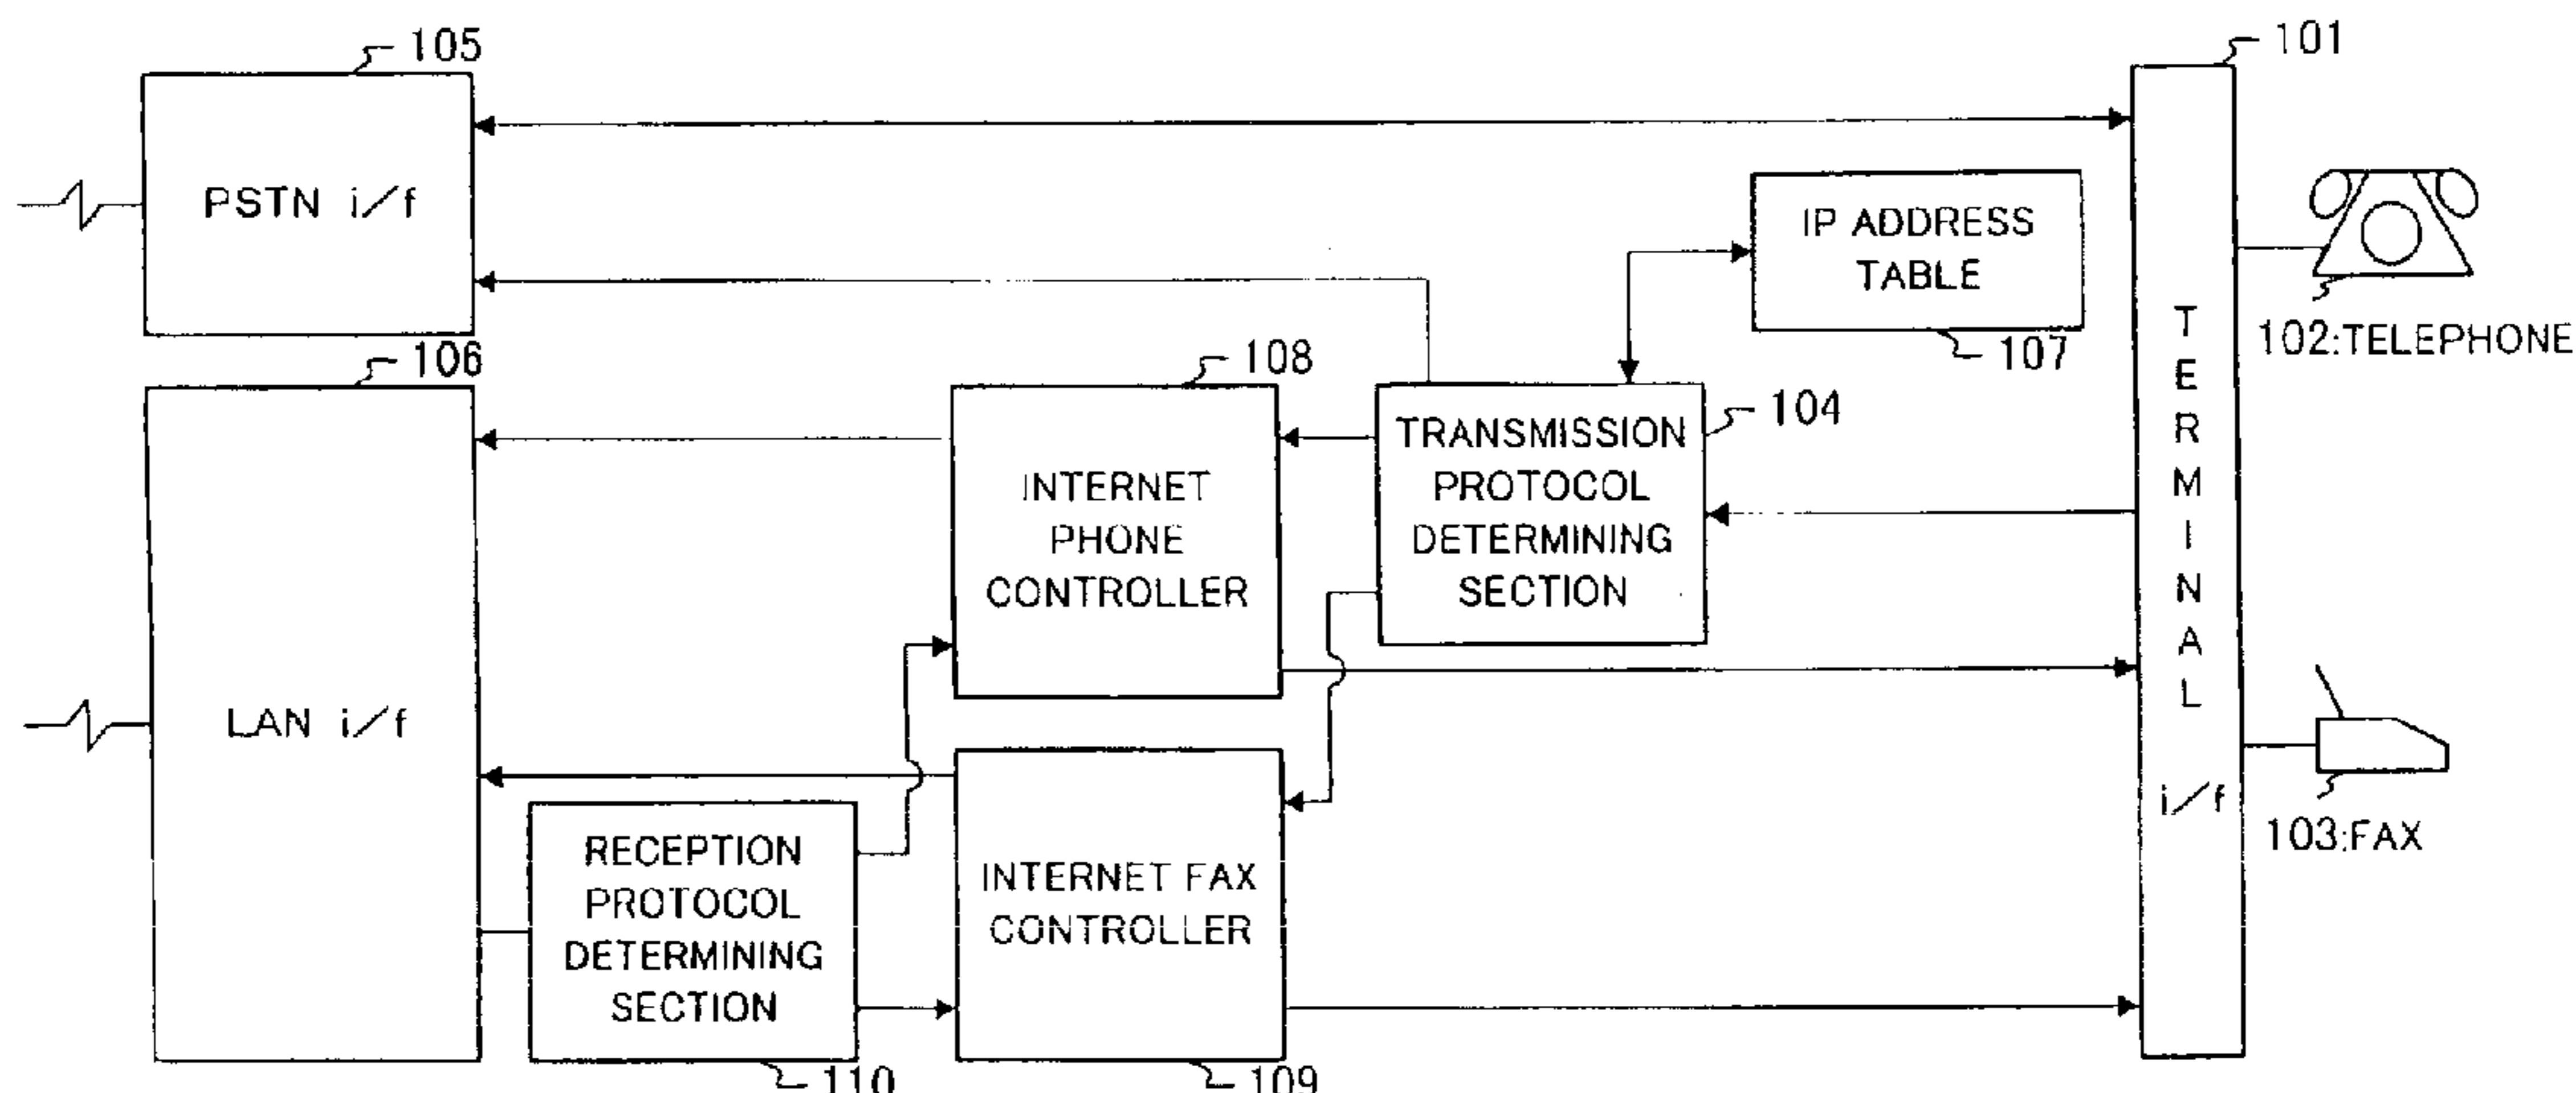 105
PSTN i/f
101
IP ADDRESS
TABLE
107
102:TELEPHONE
106
LAN i/f
108
INTERNET
PHONE
CONTROLLER
104
TRANSMISSION
PROTOCOL
DETERMINING
SECTION
TERMINAL
i/f
103:FAX
RECEPTION
PROTOCOL
DETERMINING
SECTION
110
INTERNET FAX
CONTROLLER
109